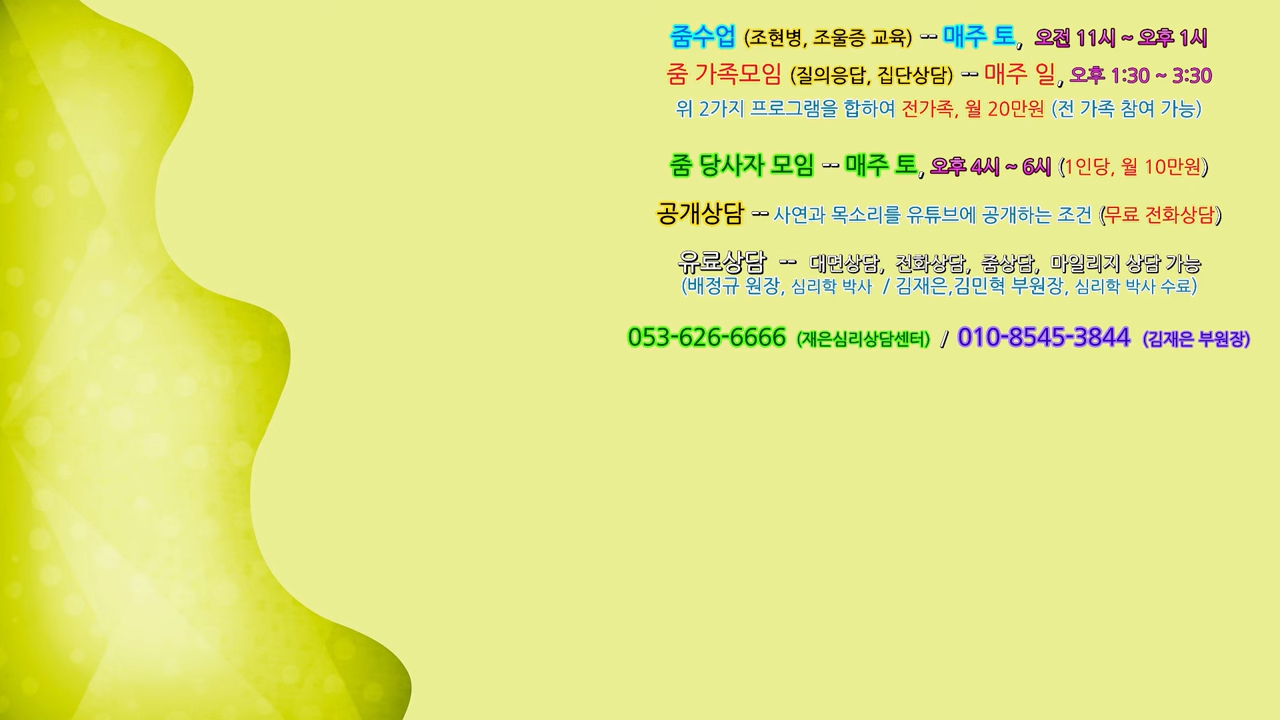 줌수업 (조현병, 조울증 교육) -- 매주 토, 오전 11시 ~ 오후 1시
줌 가족모임 (질의응답, 집단상담) -- 매주 일, 오후 1:30 ~ 3:30
위 2가지 프로그램을 합하여 전가족, 월 20만원 (전 가족 참여 가능)
줌 당사자 모임 -- 매주 토, 오후 4시 ~ 6시 (1인당, 월 10만원)
공개상담 -- 사연과 목소리를 유튜브에 공개하는 조건 (무료 전화상담)
유료상담 -- 대면상담, 전화상담, 줌상담, 마일리지 상담 가능
(배정규 원장, 심리학 박사 / 김재은,김민혁 부원장, 심리학 박사 수료)
053-626-6666 (재은심리상담센터) / 010-8545-3844 (김재은 부원장)